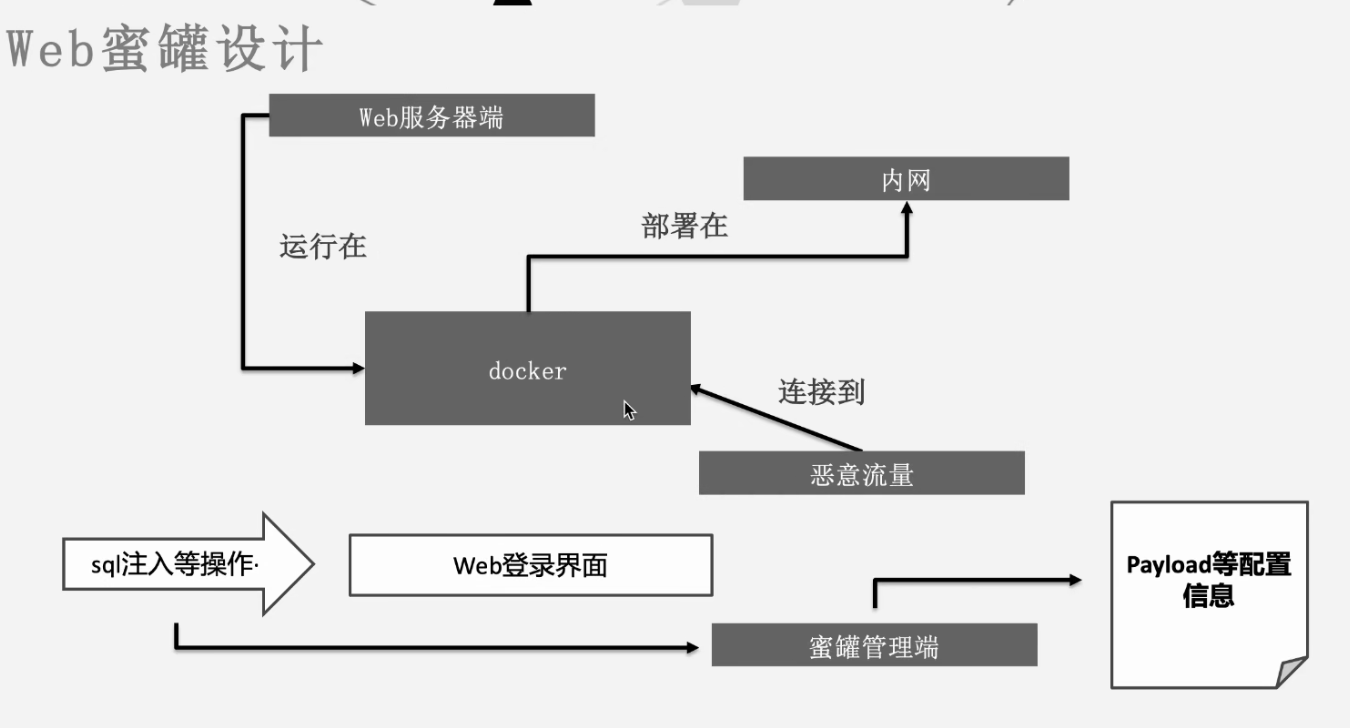 Web蜜罐设计
Web服务器端
内网
部署在
运行在
docker
连接到
恶意流量
sql注入等操作·
Web登录界面
Payload等配置
信息
蜜罐管理端